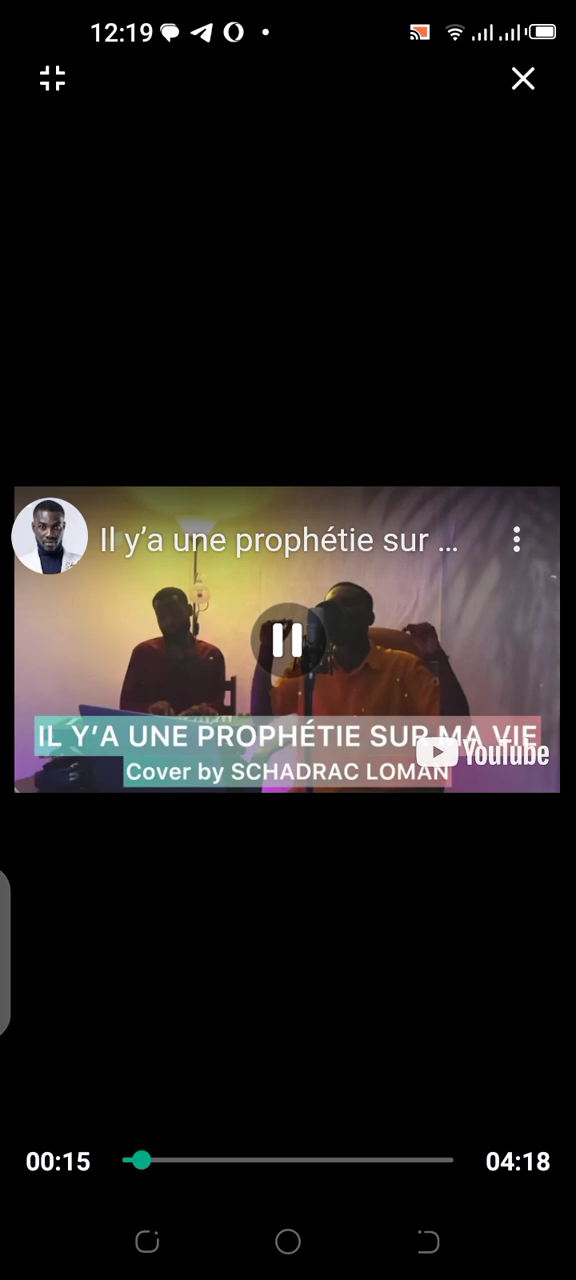 12:19
Il y’a une prophétie sur ...
IL Y’A UNE PROPHÉTIE SUR MA VIE
YouTube
Cover by SCHADRAC LOMAN
00:15
04:18